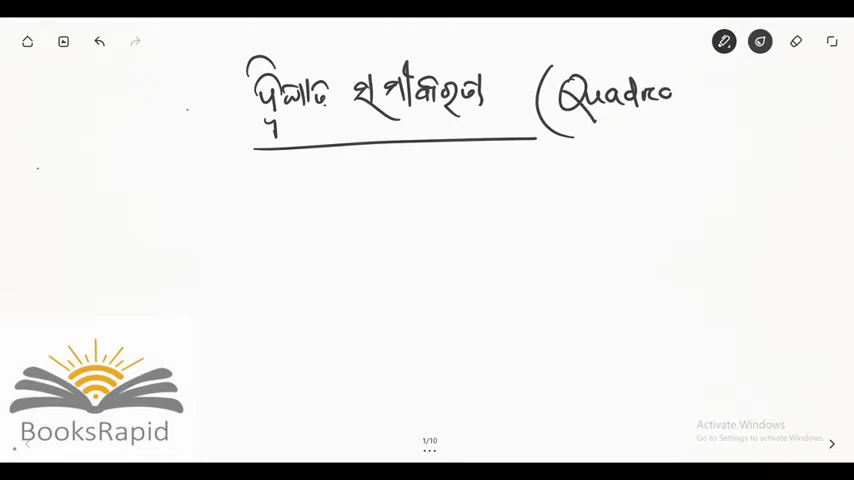 ଦ୍ୱିଘାତ ସମୀକରଣ (Quadra
BooksRapid
1/10
Activate Windows
Go to Settings to activate Windows.